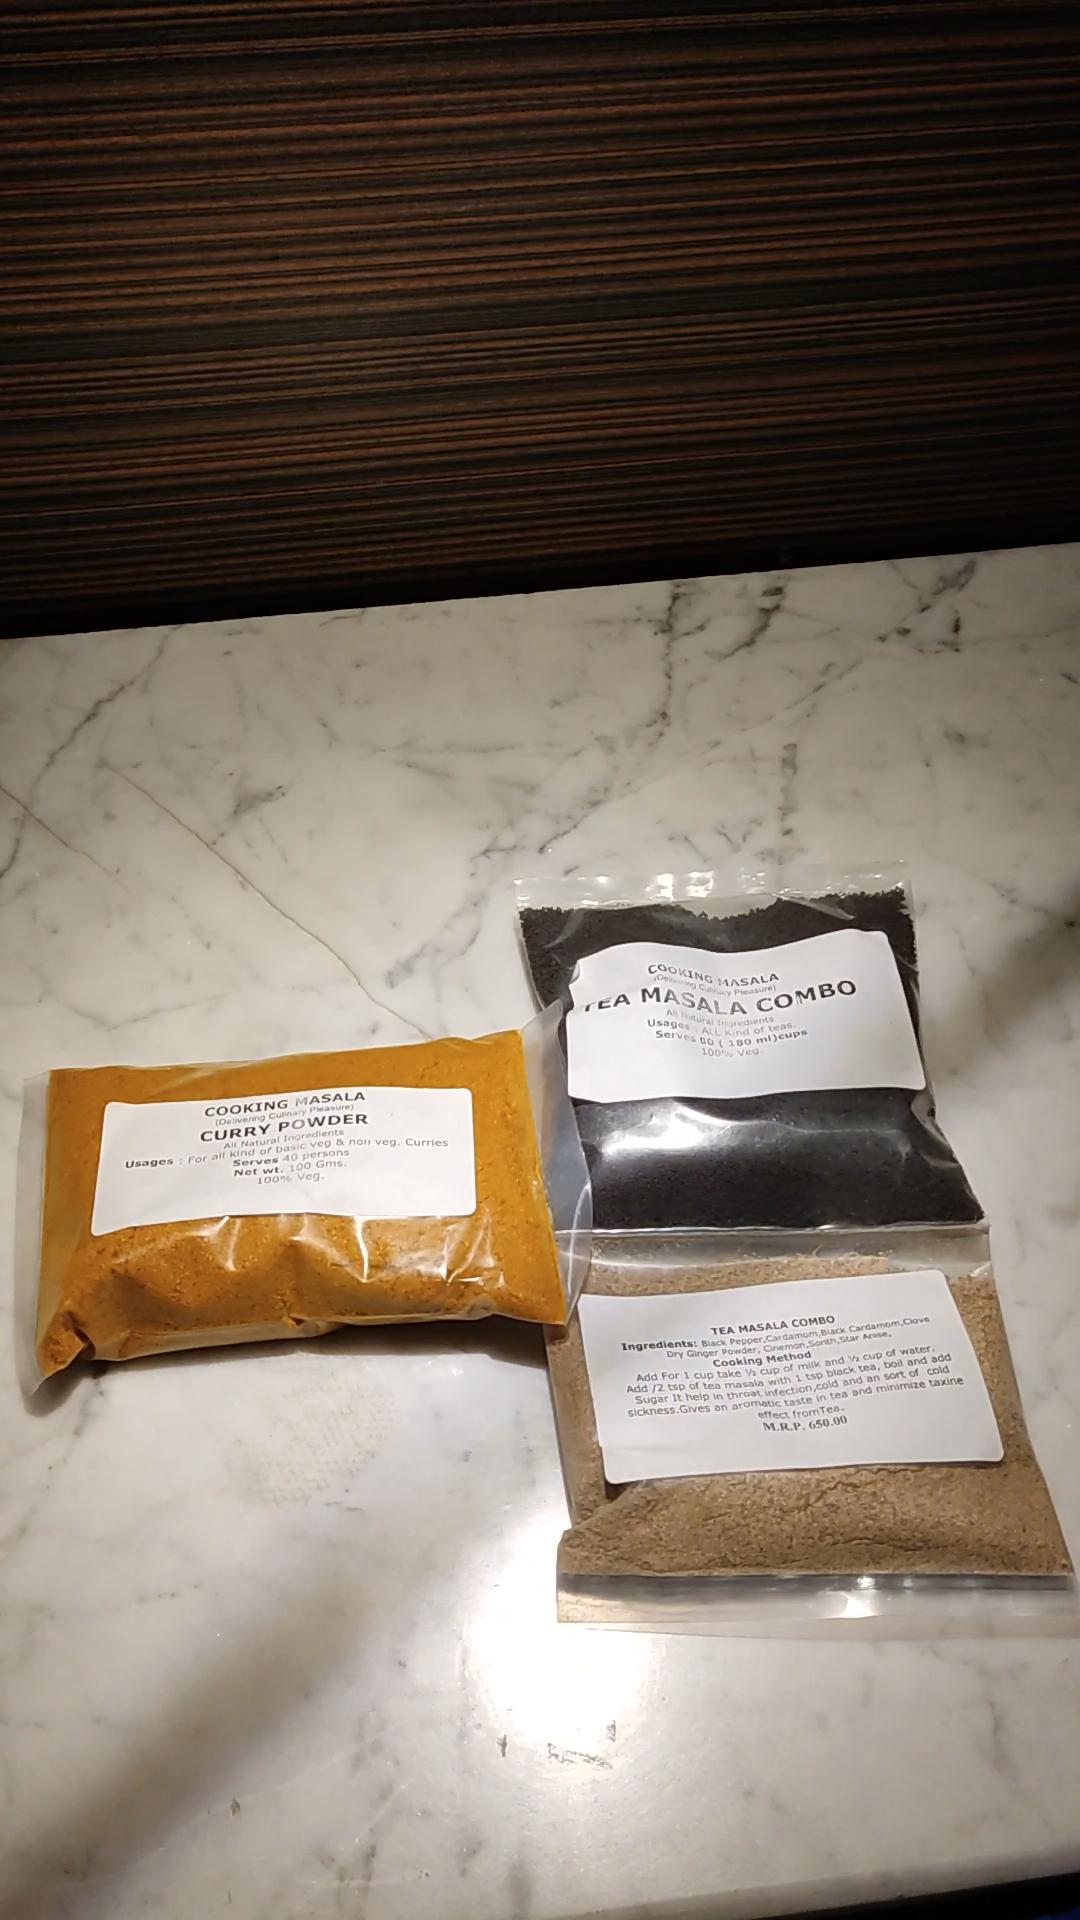 COOKING MASALA
(Delivering Culinary Pleasure)
TEA MASALA COMBO
All Natural Ingredients
Usages : ALL Kind of teas.
Serves 80 ( 180 ml)cups
100% Veg.
COOKING MASALA
(Delivering Culinary Pleasure)
CURRY POWDER
All Natural Ingredients
Usages : For all kind of basic veg & non veg. Curries
Serves 40 persons
Net wt. 100 Gms.
100% Veg.
TEA MASALA COMBO
Ingredients: Black Pepper,Cardamom,Black Cardamom,Clove
Dry Ginger Powder, Cinemon,Sonth,Star Anise,
Cooking Method
Add For 1 cup take ½ cup of milk and ½ cup of water.
Add /2 tsp of tea masala with 1 tsp black tea, boil and add
Sugar It help in throat infection,cold and an sort of cold
sickness.Gives an aromatic taste in tea and minimize taxine
effect fromTea.
M.R.P. 650.00